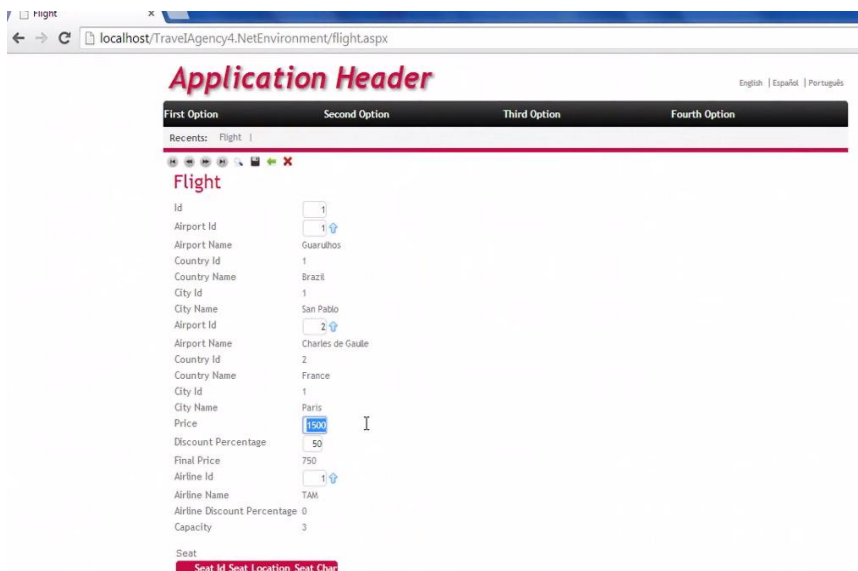 Flight
localhost/TravelAgency4.NetEnvironment/flight.aspx
Application Header
English | Español | Português
First Option Second Option Third Option Fourth Option
Recents: Flight |
Flight
Id 1
Airport Id 1
Airport Name Guarulhos
Country Id 1
Country Name Brazil
City Id 1
City Name San Pablo
Airport Id 2
Airport Name Charles de Gaulle
Country Id 2
Country Name France
City Id 1
City Name Paris
Price 1500
Discount Percentage 50
Final Price 750
Airline Id 1
Airline Name TAM
Airline Discount Percentage 0
Capacity 3
Seat
Seat Id Seat Location Seat Char